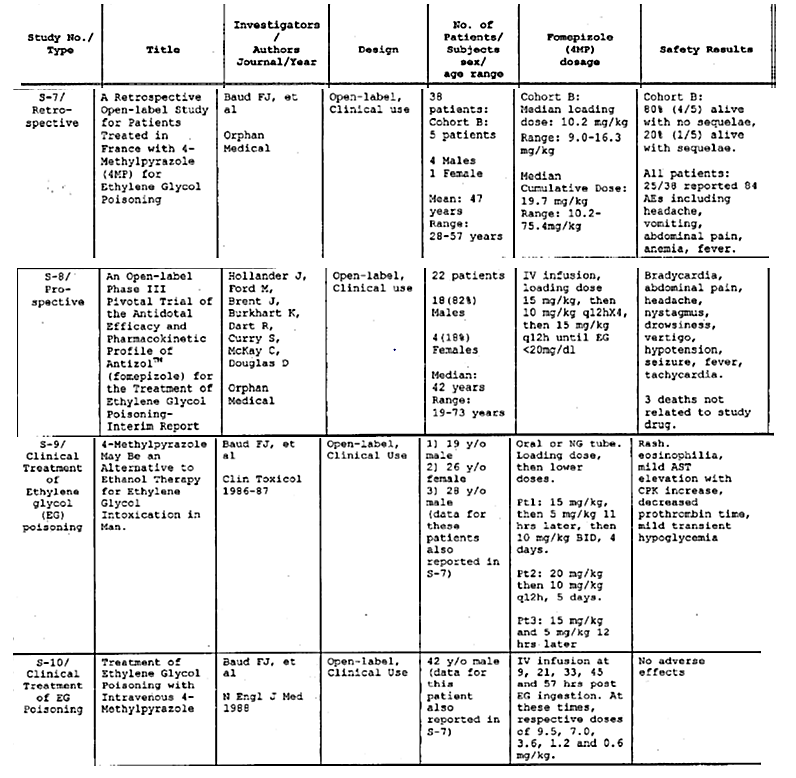 Study No./
Type
Title
Investigators
/
Authors
Journal/Year
Design
No. of
Patients/
Subjects
sex/
age range
Fomepizole
(4MP)
dosage
Safety Results
S-7/
Retro-
spective
A Retrospective
Open-label Study
for Patients
Treated in
France with 4-
Methylpyrazole
(4MP) for
Ethylene Glycol
Poisoning
Baud FJ, et
al
Orphan
Medical
Open-label,
Clinical use
38
patients:
Cohort B:
5 patients
4 Males
1 Female
Mean: 47
years
Range:
28-57 years
Cohort B:
Median loading
dose: 10.2 mg/kg
Range: 9.0-16.3
mg/kg
Median
Cumulative Dose:
19.7 mg/kg
Range: 10.2-
75.4mg/kg
Cohort B:
80% (4/5) alive
with no sequelae,
20% (1/5) alive
with sequelae.
All patients:
25/38 reported 84
AEs including
headache,
vomiting,
abdominal pain,
anemia, fever.
S-8/
Pro-
spective
An Open-label
Phase III
Pivotal Trial of
the Antidotal
Efficacy and
Pharmacokinetic
Profile of
Antizol™
(fomepizole) for
the Treatment of
Ethylene Glycol
Poisoning-
Interim Report
Hollander J,
Ford M,
Brent J,
Burkhart K,
Dart R,
Curry S,
McKay C,
Douglas D
Orphan
Medical
Open-label,
Clinical use
22 patients
18(82%)
Males
4(18%)
Females
Median:
42 years
Range:
19-73 years
IV infusion,
loading dose
15 mg/kg, then
10 mg/kg q12hX4,
then 15 mg/kg
q12h until EG
<20mg/dl
Bradycardia,
abdominal pain,
headache,
nystagmus,
drowsiness,
vertigo,
hypotension,
seizure, fever,
tachycardia.
3 deaths not
related to study
drug.
S-9/
Clinical
Treatment
of
Ethylene
glycol
(EG)
poisoning
4-Methylpyrazole
May Be an
Alternative to
Ethanol Therapy
for Ethylene
Glycol
Intoxication in
Man.
Baud FJ, et
al
Clin Toxicol
1986-87
Open-label,
Clinical Use
1) 19 y/o
male
2) 26 y/o
female
3) 28 y/o
male
(data for
these
patients
also
reported in
S-7)
Oral or NG tube.
Loading dose,
then lower
doses.
Pt1: 15 mg/kg,
then 5 mg/kg 11
hrs later, then
10 mg/kg BID, 4
days.
Pt2: 20 mg/kg
then 10 mg/kg
q12h, 5 days.
Pt3: 15 mg/kg
and 5 mg/kg 12
hrs later
Rash.
eosinophilia,
mild AST
elevation with
CPK increase,
decreased
prothrombin time,
mild transient
hypoglycemia
S-10/
Clinical
Treatment
of EG
Poisoning
Treatment of
Ethylene Glycol
Poisoning with
Intravenous 4-
Methylpyrazole
Baud FJ, et
al
N Engl J Med
1988
Open-label,
Clinical Use
42 y/o male
(data for
this
patient
also
reported in
S-7)
IV infusion at
9, 21, 33, 45
and 57 hrs post
EG ingestion. At
these times,
respective doses
of 9.5, 7.0,
3.6, 1.2 and 0.6
mg/kg.
No adverse
effects